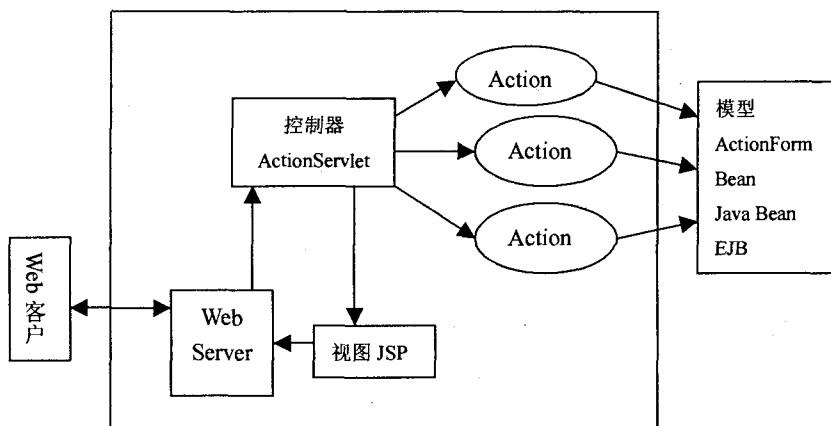 Action
控制器
ActionServlet
Action
Action
模型
ActionForm
Bean
Java Bean
EJB
Web 客户
Web
Server
视图 JSP